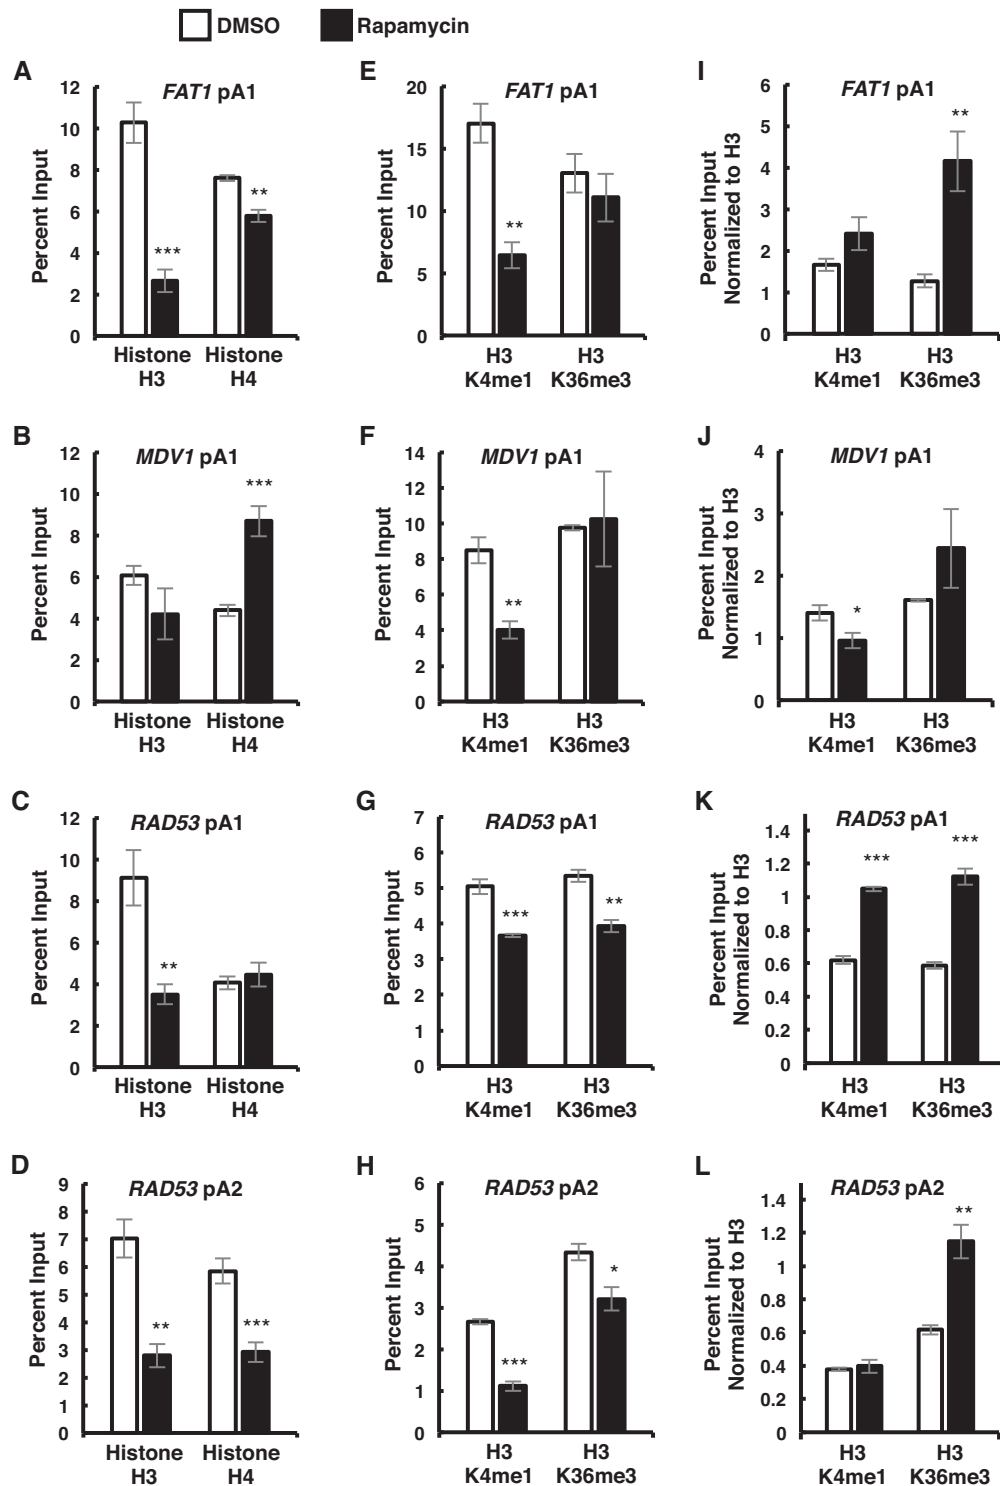 DMSO Rapamycin
A
FAT1 pA1
Percent Input
12
10
8
6
4
2
0
***
**
Histone Histone
H3 H4
E
FAT1 pA1
Percent Input
20
15
10
5
0
**
H3 H3
K4me1 K36me3
I
FAT1 pA1
Percent Input
Normalized to H3
6
5
4
3
2
1
0
**
H3 H3
K4me1 K36me3
B
MDV1 pA1
Percent Input
12
10
8
6
4
2
0
***
Histone Histone
H3 H4
F
MDV1 pA1
Percent Input
14
12
10
8
6
4
2
0
**
H3 H3
K4me1 K36me3
J
MDV1 pA1
Percent Input
Normalized to H3
4
3
2
1
0
*
H3 H3
K4me1 K36me3
C
RAD53 pA1
Percent Input
12
10
8
6
4
2
0
**
Histone Histone
H3 H4
G
RAD53 pA1
Percent Input
7
6
5
4
3
2
1
0
***
**
H3 H3
K4me1 K36me3
K
RAD53 pA1
Percent Input
Normalized to H3
1.4
1.2
1
0.8
0.6
0.4
0.2
0
***
***
H3 H3
K4me1 K36me3
D
RAD53 pA2
Percent Input
9
8
7
6
5
4
3
2
1
0
**
***
Histone Histone
H3 H4
H
RAD53 pA2
Percent Input
6
5
4
3
2
1
0
***
*
H3 H3
K4me1 K36me3
L
RAD53 pA2
Percent Input
Normalized to H3
1.4
1.2
1
0.8
0.6
0.4
0.2
0
**
H3 H3
K4me1 K36me3